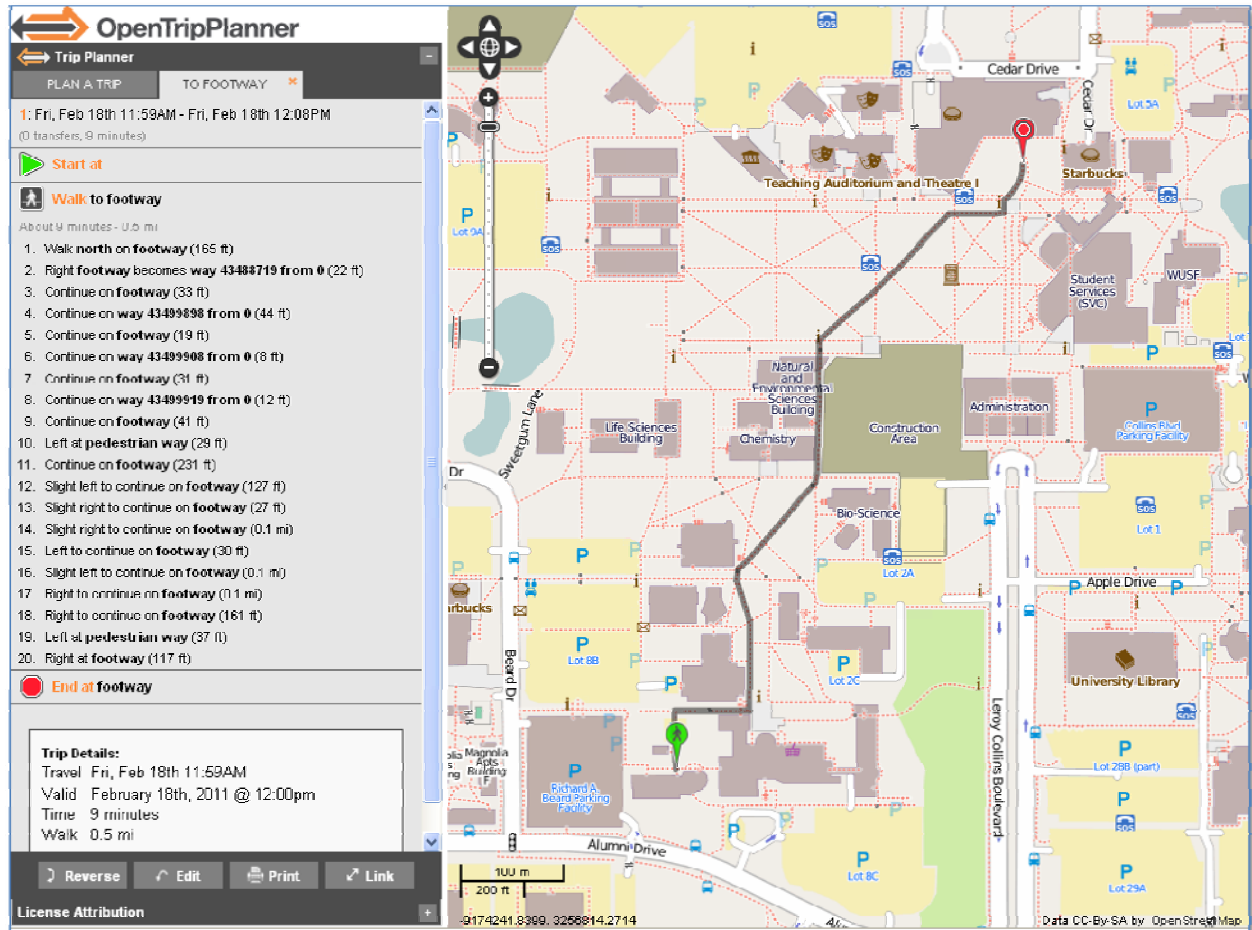 OpenTripPlanner
Trip Planner
PLAN A TRIP
TO FOOTWAY
1: Fri, Feb 18th 11:59AM - Fri, Feb 18th 12:08PM
(0 transfers, 9 minutes)
Start at
Walk to footway
About 9 minutes - 0.5 mi
1. Walk north on footway (165 ft)
2. Right footway becomes way 43488719 from 0 (22 ft)
3. Continue on footway (33 ft)
4. Continue on way 43499898 from 0 (44 ft)
5. Continue on footway (19 ft)
6. Continue on way 43499908 from 0 (8 ft)
7 Continue on footway (31 ft)
8. Continue on way 43499919 from 0 (12 ft)
9. Continue on footway (41 ft)
10. Left at pedestrian way (29 ft)
11. Continue on footway (231 ft)
12. Slight left to continue on footway (127 ft)
13. Slight right to continue on footway (27 ft)
14. Slight right to continue on footway (0.1 mi)
15. Left to continue on footway (30 ft)
16. Slight left to continue on footway (0.1 mi)
17. Right to continue on footway (0.1 mi)
18. Right to continue on footway (161 ft)
19. Left at pedestrian way (37 ft)
20. Right at footway (117 ft)
End at footway
Trip Details:
Travel Fri, Feb 18th 11:59AM
Valid February 18th, 2011 @ 12:00pm
Time 9 minutes
Walk 0.5 mi
Reverse
Edit
Print
Link
License Attribution
Cedar Drive
Cedar Dr
Lot 5A
Starbucks
Teaching Auditorium and Theatre I
Lot 9A
Student
Services
(SVC)
WUSF
Lot
Natural
and
Environmental
Sciences
Building
Chemistry
Life Sciences
Building
Sweetgum Lane
Construction
Area
Administration
Collins Blvd
Parking Facility
Dr
Bio-Science
Lot 1
Lot 2A
Apple Drive
arbucks
Lot 8B
Beard Dr
Lot 2C
University Library
Leroy Collins Boulevard
Magnolia
Apts
Building
F
Richard A.
Beard Parking
Facility
Lot 28B (part)
Alumni Drive
Lot 8C
Lot 29A
100 m
200 ft
-9174241.8399, 3256814.2714
Data CC-By-SA by OpenStreetMap